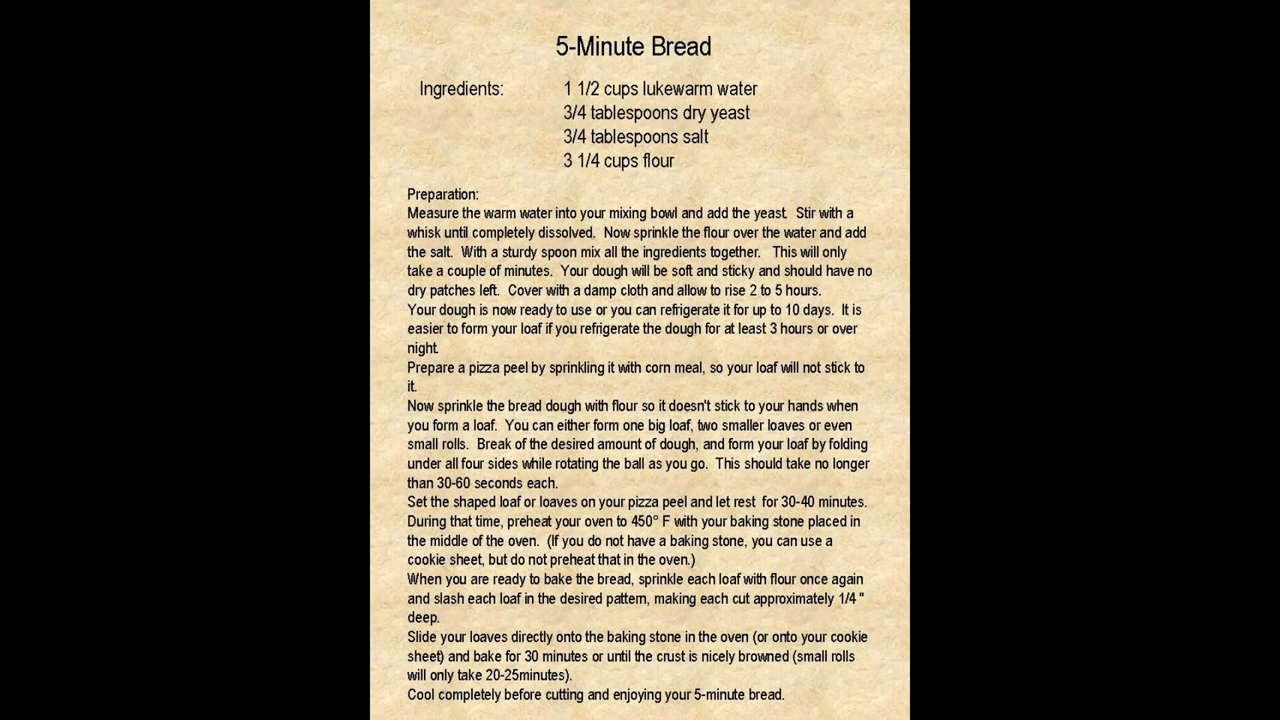 5-Minute Bread
Ingredients: 1 1/2 cups lukewarm water
3/4 tablespoons dry yeast
3/4 tablespoons salt
3 1/4 cups flour
Preparation:
Measure the warm water into your mixing bowl and add the yeast. Stir with a
whisk until completely dissolved. Now sprinkle the flour over the water and add
the salt. With a sturdy spoon mix all the ingredients together. This will only
take a couple of minutes. Your dough will be soft and sticky and should have no
dry patches left. Cover with a damp cloth and allow to rise 2 to 5 hours.
Your dough is now ready to use or you can refrigerate it for up to 10 days. It is
easier to form your loaf if you refrigerate the dough for at least 3 hours or over
night.
Prepare a pizza peel by sprinkling it with corn meal, so your loaf will not stick to
it.
Now sprinkle the bread dough with flour so it doesn't stick to your hands when
you form a loaf. You can either form one big loaf, two smaller loaves or even
small rolls. Break of the desired amount of dough, and form your loaf by folding
under all four sides while rotating the ball as you go. This should take no longer
than 30-60 seconds each.
Set the shaped loaf or loaves on your pizza peel and let rest for 30-40 minutes.
During that time, preheat your oven to 450° F with your baking stone placed in
the middle of the oven. (If you do not have a baking stone, you can use a
cookie sheet, but do not preheat that in the oven.)
When you are ready to bake the bread, sprinkle each loaf with flour once again
and slash each loaf in the desired pattern, making each cut approximately 1/4 "
deep.
Slide your loaves directly onto the baking stone in the oven (or onto your cookie
sheet) and bake for 30 minutes or until the crust is nicely browned (small rolls
will only take 20-25minutes).
Cool completely before cutting and enjoying your 5-minute bread.